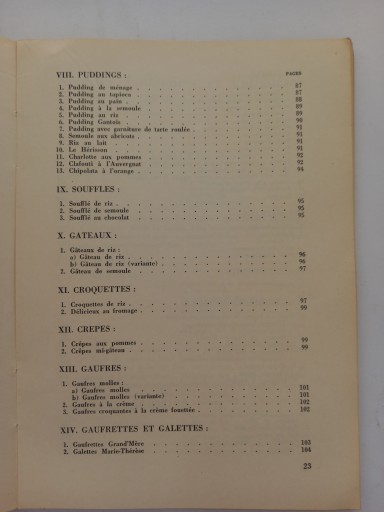 VIII. PUDDINGS : PAGES
1. Pudding de ménage . . . . . . . . . . 87
2. Pudding au tapioca . . . . . . . . . . 87
3. Pudding au pain . . . . . . . . . . 88
4. Pudding à la semoule . . . . . . . . . . 89
5. Pudding au riz . . . . . . . . . . 89
6. Pudding Gantois . . . . . . . . . . 90
7. Pudding avec garniture de tarte roulée . . . . . . . . 91
8. Semoule aux abricots . . . . . . . . . . 91
9. Riz au lait . . . . . . . . . . 91
10. Le Hérisson . . . . . . . . . . 91
11. Charlotte aux pommes . . . . . . . . . . 92
12. Clafouti à l'Auvergnat . . . . . . . . . . 93
13. Chipolata à l'orange . . . . . . . . . . 94
IX. SOUFFLES :
1. Soufflé de riz . . . . . . . . . . 95
2. Soufflé de semoule . . . . . . . . . . 95
3. Soufflé au chocolat . . . . . . . . . . 95
X. GATEAUX :
1. Gâteaux de riz :
a) Gâteau de riz . . . . . . . . . . 96
b) Gâteau de riz (variante) . . . . . . . . . . 96
2. Gâteau de semoule . . . . . . . . . . 97
XI. CROQUETTES :
1. Croquettes de riz . . . . . . . . . . 97
2. Délicieux au fromage . . . . . . . . . . 98
XII. CREPES :
1. Crêpes aux pommes . . . . . . . . . . 99
2. Crêpes mi-gâteau . . . . . . . . . . 99
XIII. GAUFRES :
1. Gaufres molles :
a) Gaufres molles . . . . . . . . . . 101
b) Gaufres molles (variante) . . . . . . . . . . 101
2. Gaufres à la crème . . . . . . . . . . 102
3. Gaufres croquantes à la crème fouettée . . . . . . . . 102
XIV. GAUFRETTES ET GALETTES :
1. Gaufrettes Grand'Mère . . . . . . . . . . 103
2. Galettes Marie-Thérèse . . . . . . . . . . 104
23